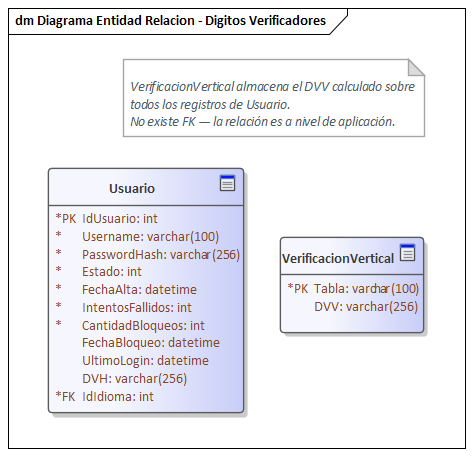 dm Diagrama Entidad Relacion - Digitos Verificadores
VerificacionVertical almacena el DVV calculado sobre
todos los registros de Usuario.
No existe FK — la relación es a nivel de aplicación.
Usuario
*PK IdUsuario: int
* Username: varchar(100)
* PasswordHash: varchar(256)
* Estado: int
* FechaAlta: datetime
* IntentosFallidos: int
* CantidadBloqueos: int
FechaBloqueo: datetime
UltimoLogin: datetime
DVH: varchar(256)
*FK IdIdioma: int
VerificacionVertical
*PK Tabla: varchar(100)
DVV: varchar(256)